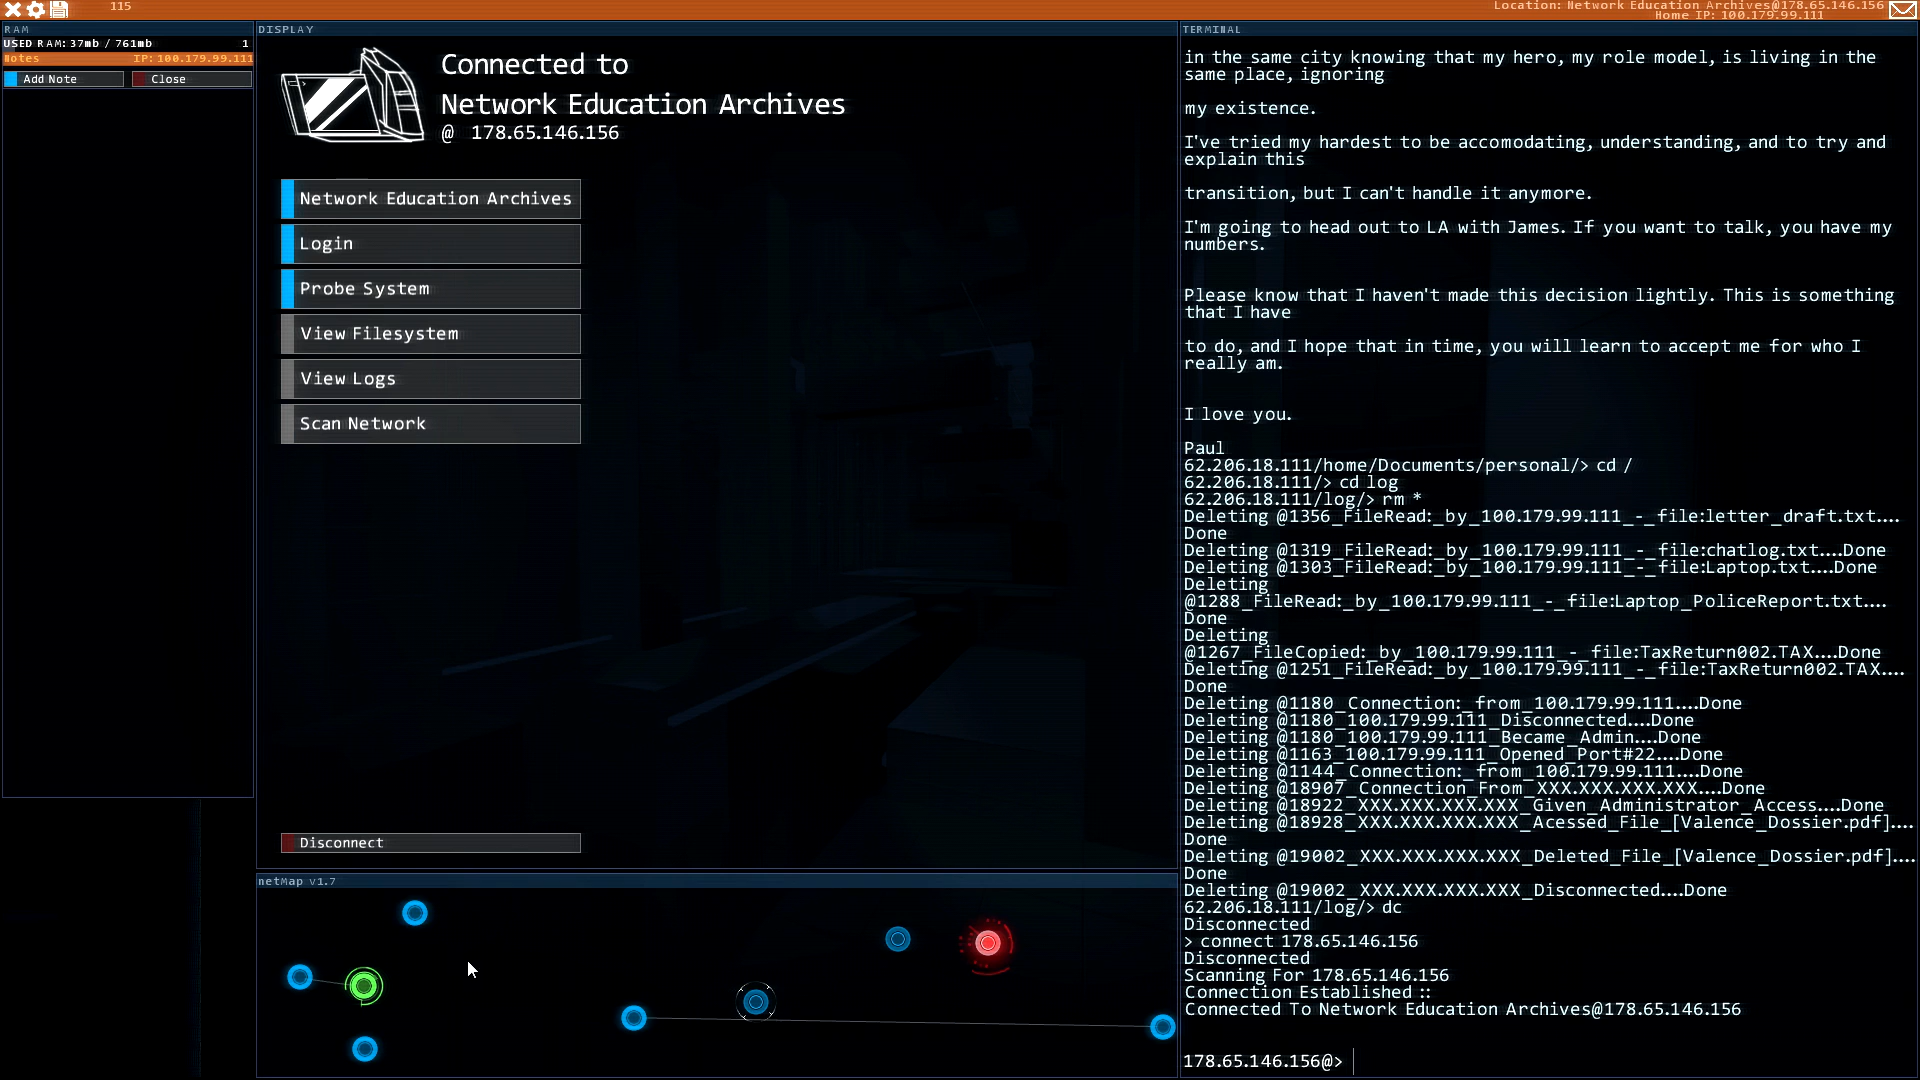 115
Location: Network Education Archives@178.65.146.156
Home IP: 100.179.99.111
RAM
USED RAM: 37mb / 761mb 1
Notes IP: 100.179.99.111
Add Note Close
DISPLAY
Connected to
Network Education Archives
@ 178.65.146.156
Network Education Archives
Login
Probe System
View Filesystem
View Logs
Scan Network
Disconnect
netMap v1.7
TERMINAL
in the same city knowing that my hero, my role model, is living in the
same place, ignoring
my existence.
I've tried my hardest to be accomodating, understanding, and to try and
explain this
transition, but I can't handle it anymore.
I'm going to head out to LA with James. If you want to talk, you have my
numbers.
Please know that I haven't made this decision lightly. This is something
that I have
to do, and I hope that in time, you will learn to accept me for who I
really am.
I love you.
Paul
62.206.18.111/home/Documents/personal/> cd /
62.206.18.111/> cd log
62.206.18.111/log/> rm *
Deleting @1356_FileRead:_by_100.179.99.111_-_file:letter_draft.txt....
Done
Deleting @1319_FileRead:_by_100.179.99.111_-_file:chatlog.txt....Done
Deleting @1303_FileRead:_by_100.179.99.111_-_file:Laptop.txt....Done
Deleting
@1288_FileRead:_by_100.179.99.111_-_file:Laptop_PoliceReport.txt....
Done
Deleting
@1267_FileCopied:_by_100.179.99.111_-_file:TaxReturn002.TAX....Done
Deleting @1251_FileRead:_by_100.179.99.111_-_file:TaxReturn002.TAX....
Done
Deleting @1180_Connection:_from_100.179.99.111....Done
Deleting @1180_100.179.99.111_Disconnected....Done
Deleting @1180_100.179.99.111_Became_Admin....Done
Deleting @1163_100.179.99.111_Opened_Port#22....Done
Deleting @1144_Connection:_from_100.179.99.111....Done
Deleting @18907_Connection_From_XXX.XXX.XXX.XXX....Done
Deleting @18922_XXX.XXX.XXX.XXX_Given_Administrator_Access....Done
Deleting @18928_XXX.XXX.XXX.XXX_Acessed_File_[Valence_Dossier.pdf]....
Done
Deleting @19002_XXX.XXX.XXX.XXX_Deleted_File_[Valence_Dossier.pdf]....
Done
Deleting @19002_XXX.XXX.XXX.XXX_Disconnected....Done
62.206.18.111/log/> dc
Disconnected
> connect 178.65.146.156
Disconnected
Scanning For 178.65.146.156
Connection Established ::
Connected To Network Education Archives@178.65.146.156
178.65.146.156@>